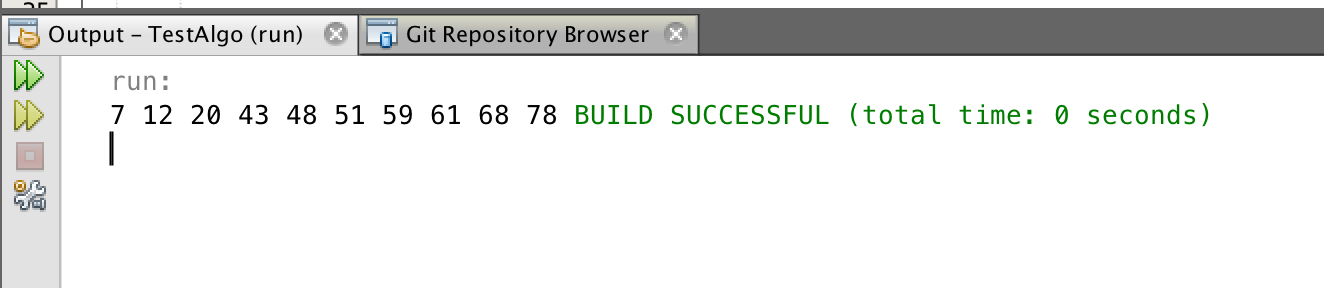 Output – TestAlgo (run) Git Repository Browser
run:
7 12 20 43 48 51 59 61 68 78 BUILD SUCCESSFUL (total time: 0 seconds)